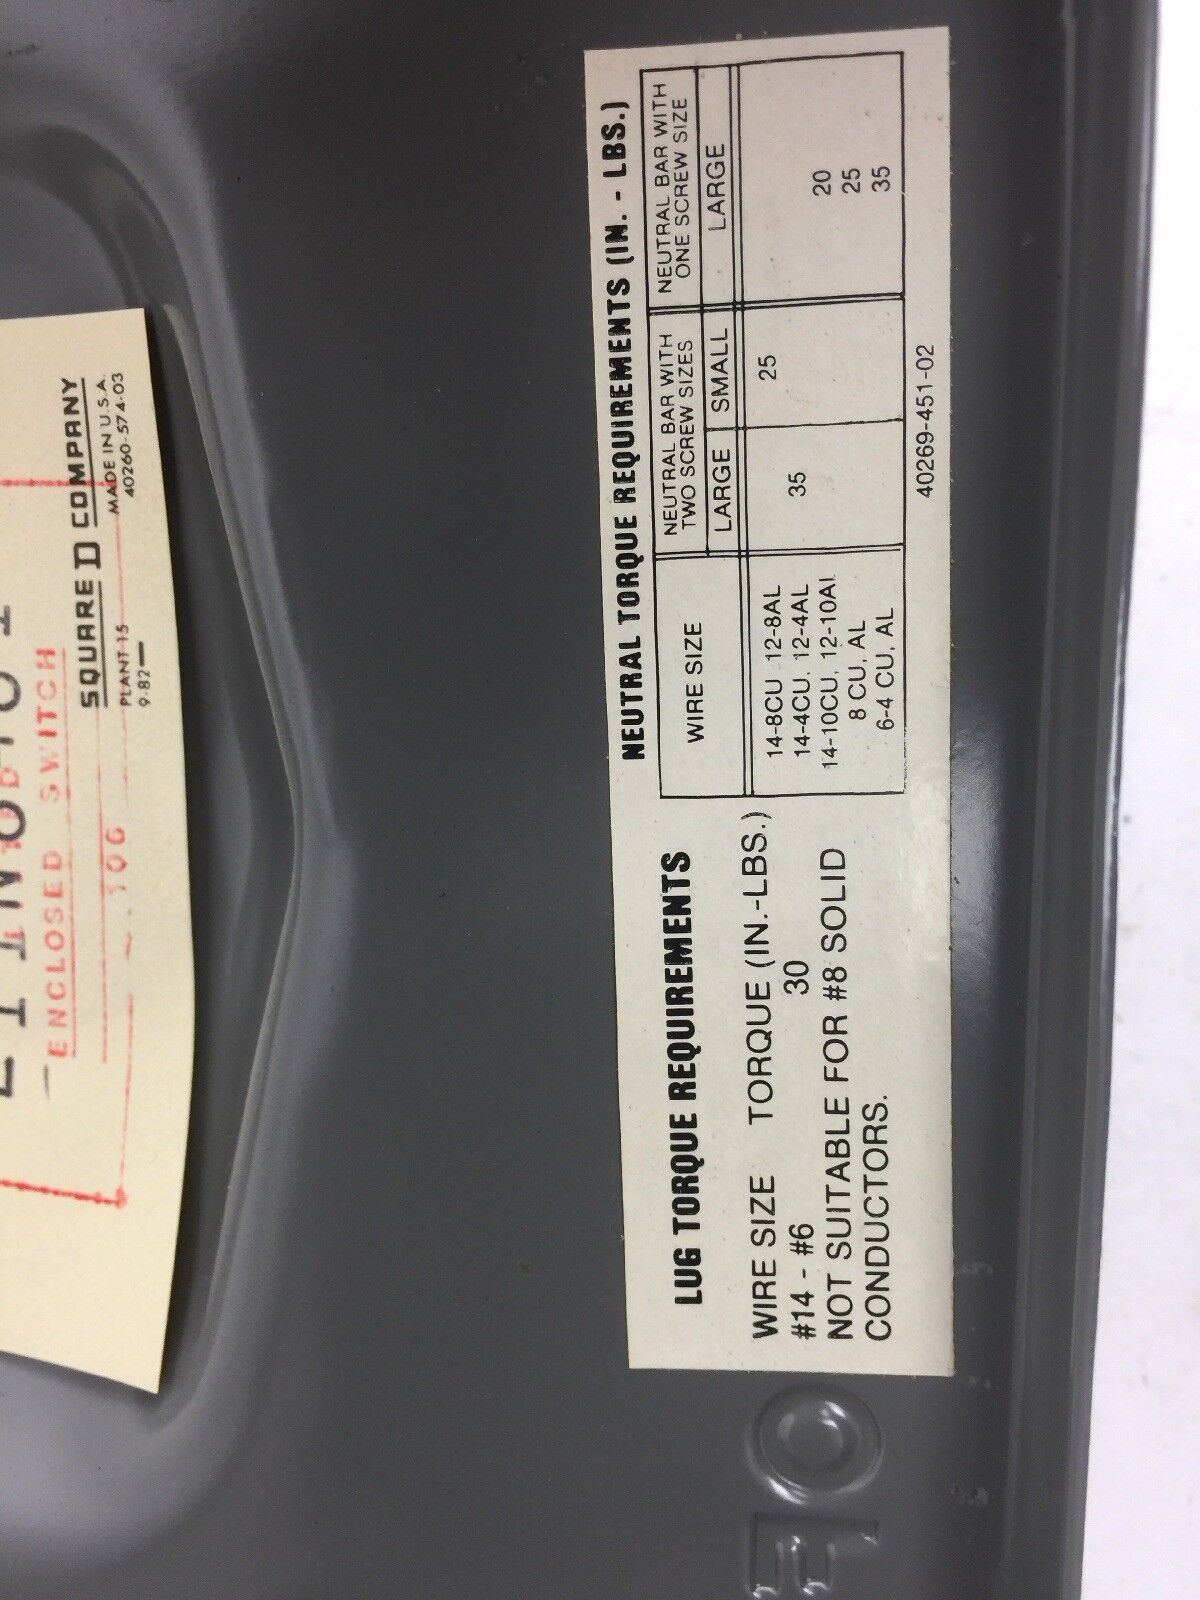 ENCLOSED SWITCH
106
SQUARE D COMPANY
PLANT 15 MADE IN U.S.A.
9-82 40260-574-03
LUG TORQUE REQUIREMENTS
WIRE SIZE TORQUE (IN.-LBS.)
#14 - #6 30
NOT SUITABLE FOR #8 SOLID
CONDUCTORS.
NEUTRAL TORQUE REQUIREMENTS (IN. - LBS.)
WIRE SIZE
NEUTRAL BAR WITH
TWO SCREW SIZES
LARGE SMALL
NEUTRAL BAR WITH
ONE SCREW SIZE
LARGE
14-8CU 12-8AL 25
14-4CU, 12-4AL 35
14-10CU, 12-10AL 20
8 CU, AL 25
6-4 CU, AL 35
40269-451-02